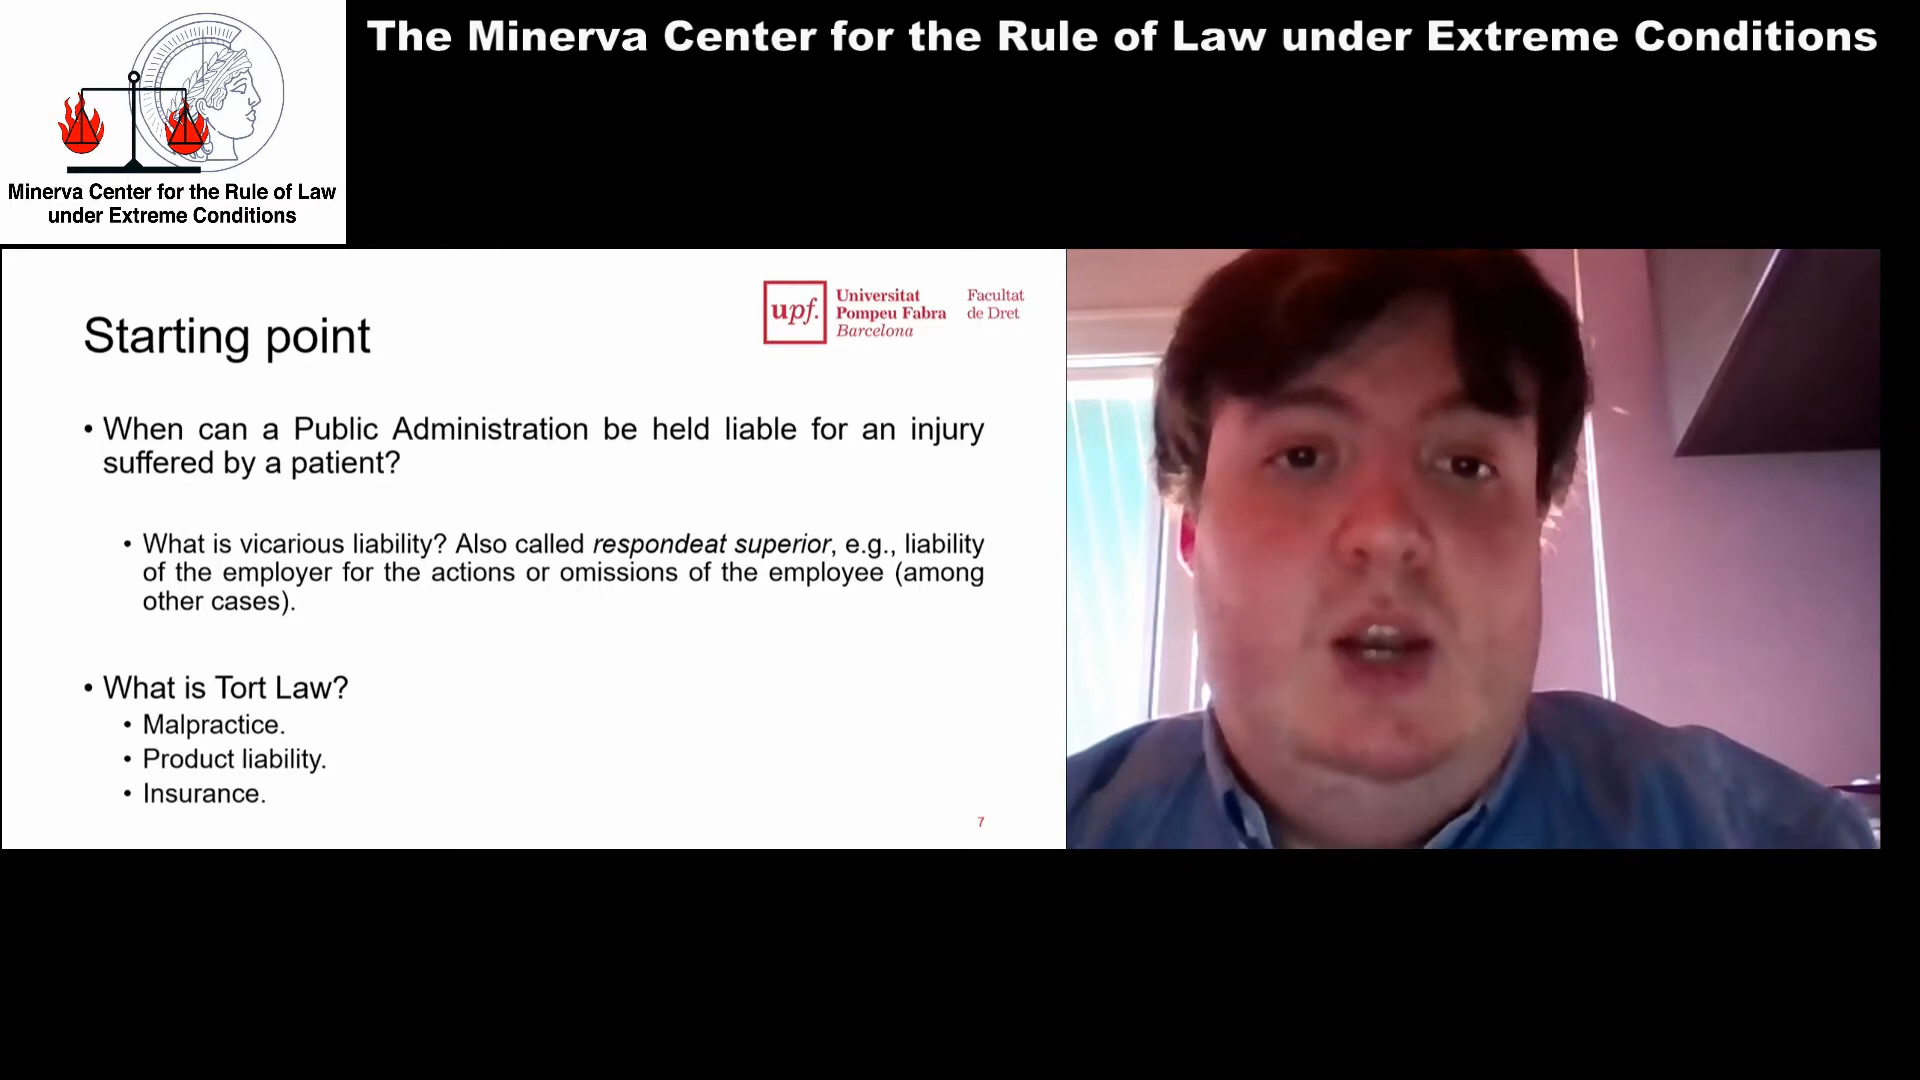 The Minerva Center for the Rule of Law under Extreme Conditions
Minerva Center for the Rule of Law
under Extreme Conditions
upf.
Universitat
Pompeu Fabra
Barcelona
Facultat
de Dret
Starting point
• When can a Public Administration be held liable for an injury
suffered by a patient?
• What is vicarious liability? Also called respondeat superior, e.g., liability
of the employer for the actions or omissions of the employee (among
other cases).
• What is Tort Law?
• Malpractice.
• Product liability.
• Insurance.
7